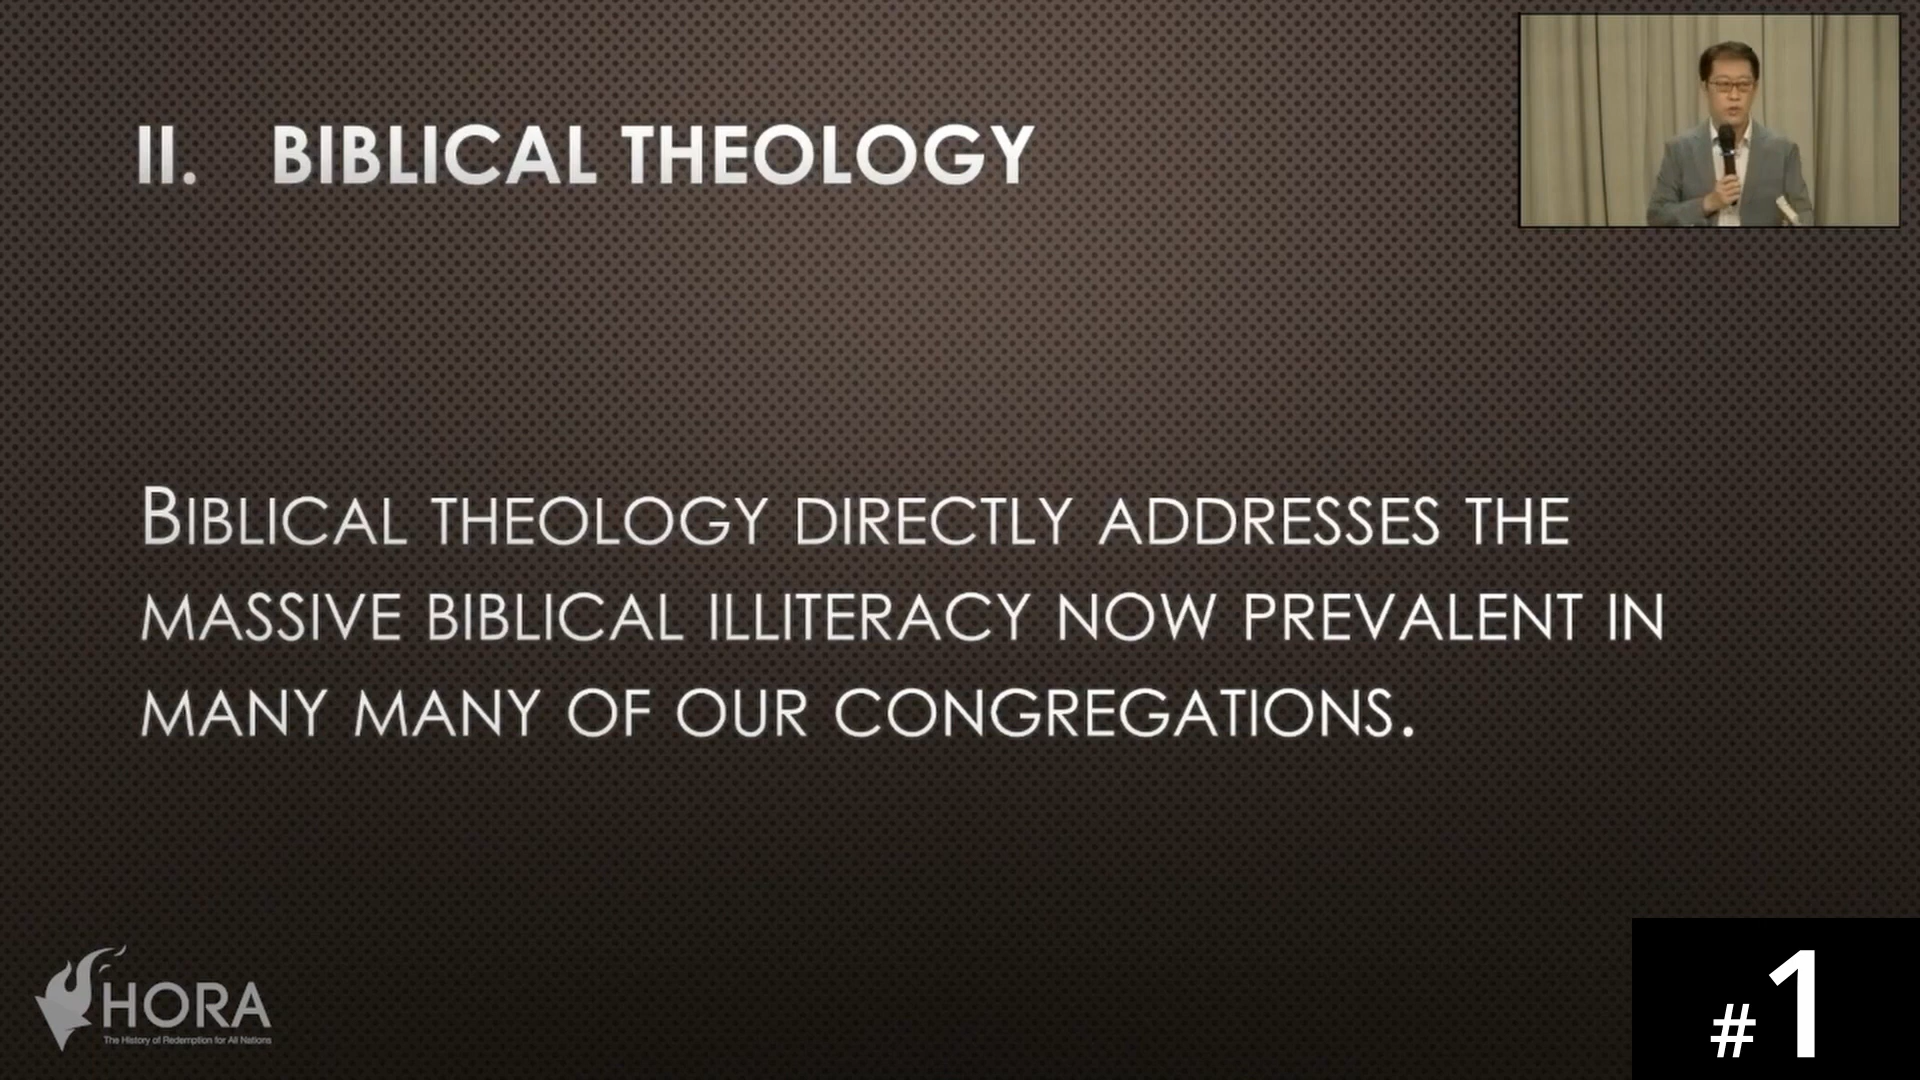 II. BIBLICAL THEOLOGY
BIBLICAL THEOLOGY DIRECTLY ADDRESSES THE
MASSIVE BIBLICAL ILLITERACY NOW PREVALENT IN
MANY MANY OF OUR CONGREGATIONS.
HORA
The History of Redemption for All Nations
#1